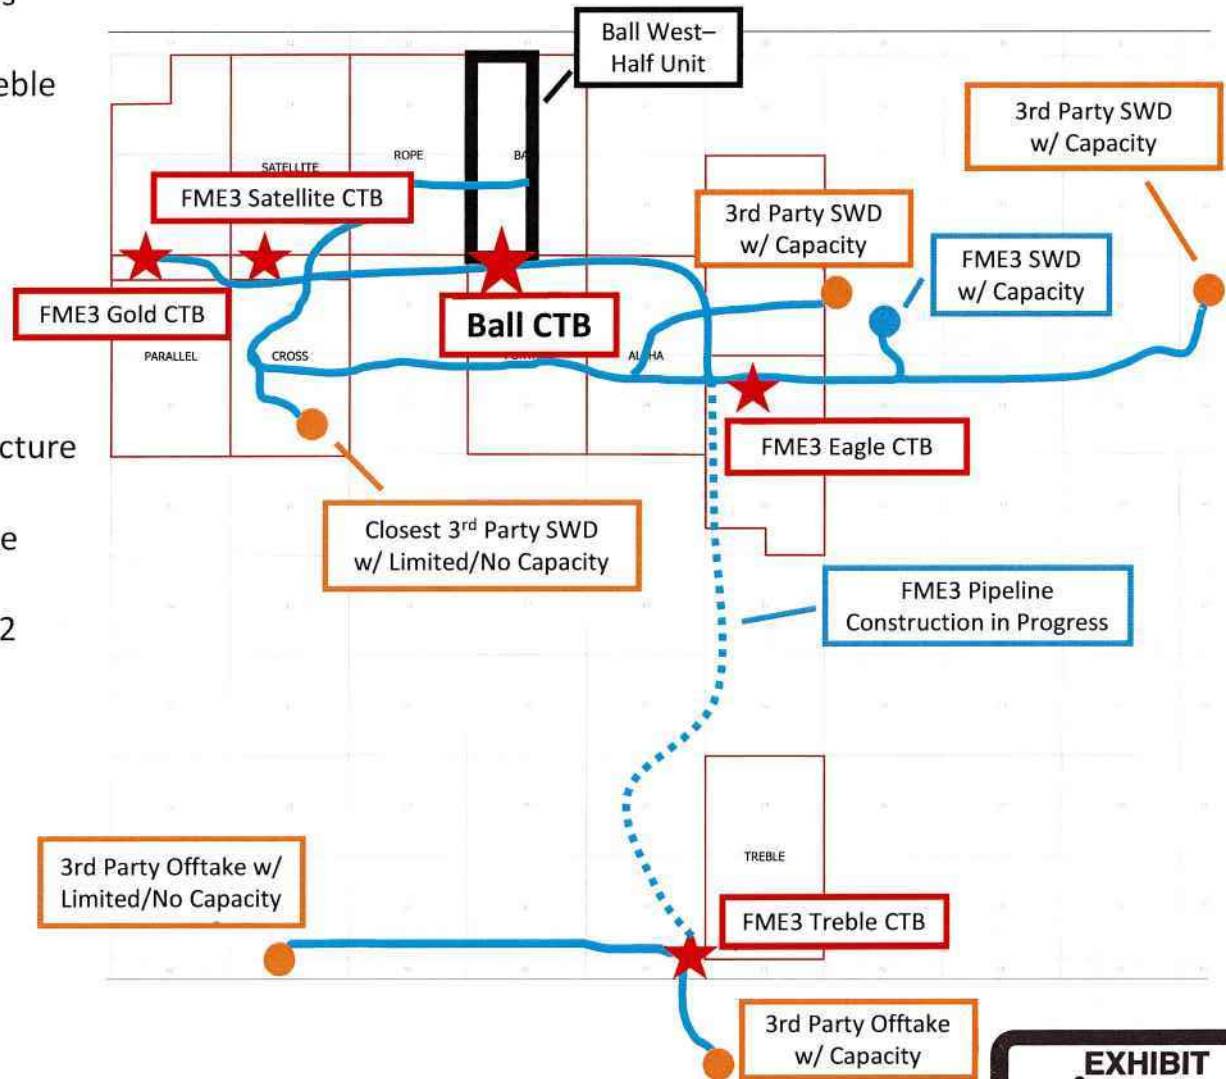 eble
cture
e
2
Ball West–
Half Unit
3rd Party SWD
w/ Capacity
ROPE
SATELLITE
FME3 Satellite CTB
3rd Party SWD
w/ Capacity
FME3 SWD
w/ Capacity
FME3 Gold CTB
Ball CTB
PARALLEL
CROSS
FME3 Eagle CTB
Closest 3rd Party SWD
w/ Limited/No Capacity
FME3 Pipeline
Construction in Progress
TREBLE
3rd Party Offtake w/
Limited/No Capacity
FME3 Treble CTB
3rd Party Offtake
w/ Capacity
EXHIBIT